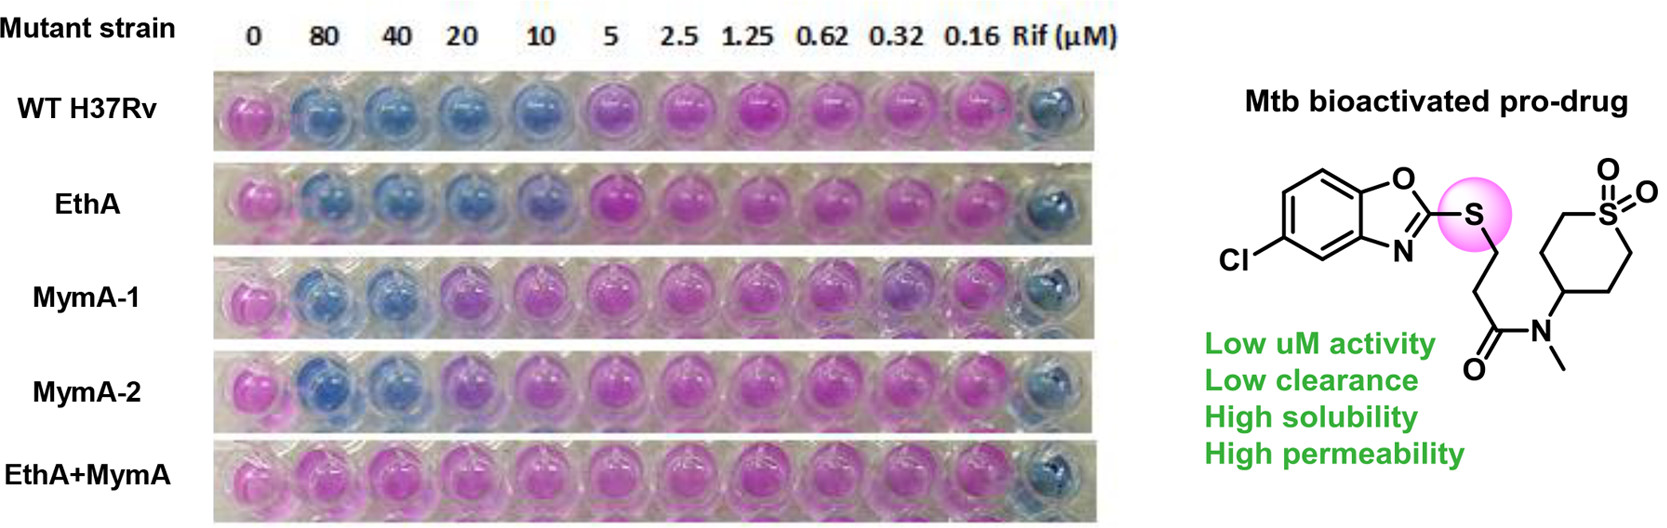 Mutant strain 0 80 40 20 10 5 2.5 1.25 0.62 0.32 0.16 Rif (µM)
WT H37Rv
EthA
MymA-1
MymA-2
EthA+MymA
Mtb bioactivated pro-drug
O
S
N
Cl
O
O
S
N
O
Low uM activity
Low clearance
High solubility
High permeability